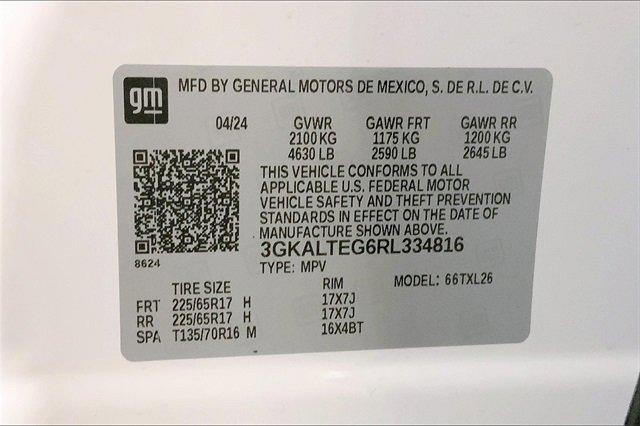 gm
MFD BY GENERAL MOTORS DE MEXICO, S. DE R.L. DE C.V.
04/24 GVWR GAWR FRT GAWR RR
2100 KG 1175 KG 1200 KG
4630 LB 2590 LB 2645 LB
THIS VEHICLE CONFORMS TO ALL
APPLICABLE U.S. FEDERAL MOTOR
VEHICLE SAFETY AND THEFT PREVENTION
STANDARDS IN EFFECT ON THE DATE OF
MANUFACTURE SHOWN ABOVE.
3GKALTEG6RL334816
8624
TYPE: MPV
TIRE SIZE RIM MODEL: 66TXL26
FRT 225/65R17 H 17X7J
RR 225/65R17 H 17X7J
SPA T135/70R16 M 16X4BT